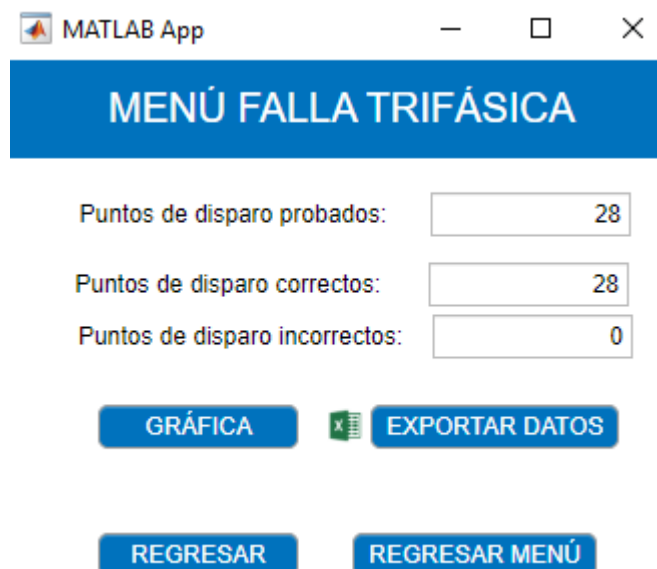 MATLAB App
MENÚ FALLA TRIFÁSICA
Puntos de disparo probados: 28
Puntos de disparo correctos: 28
Puntos de disparo incorrectos: 0
GRÁFICA EXPORTAR DATOS
REGRESAR REGRESAR MENÚ